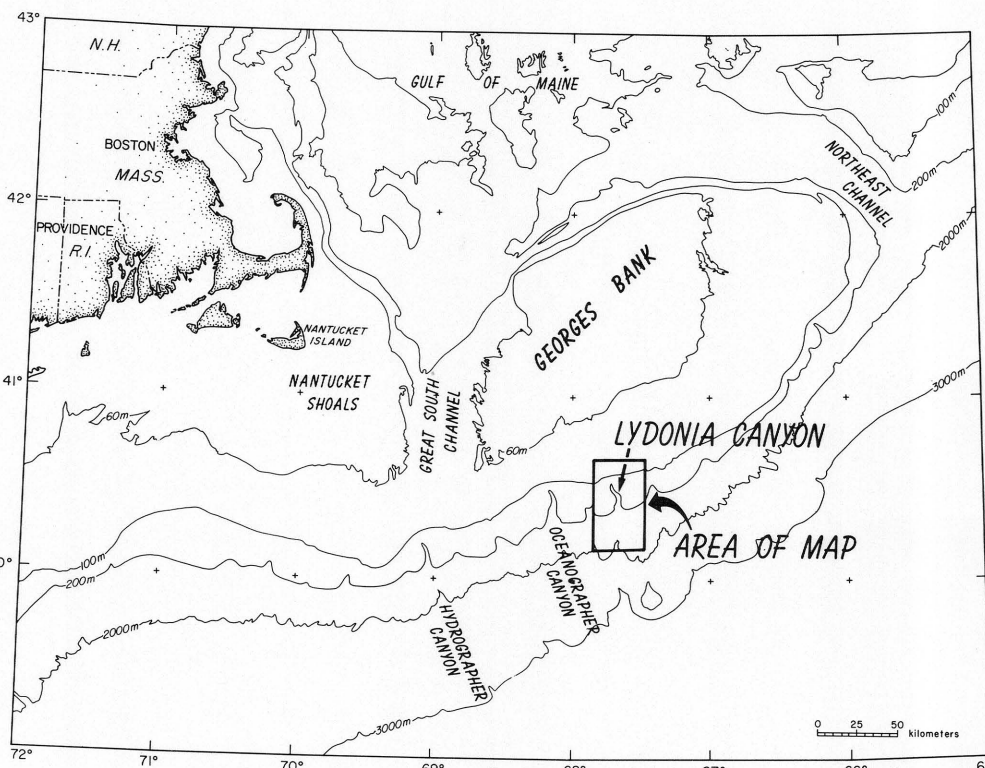 43°
N.H.
GULF OF MAINE
100m
BOSTON
MASS.
NORTHEAST
CHANNEL
200m
42°
PROVIDENCE
R.I.
2000m
GEORGES BANK
NANTUCKET
ISLAND
41°
NANTUCKET
SHOALS
3000m
GREAT SOUTH
CHANNEL
60m
60m
LYDONIA CANYON
AREA OF MAP
OCEANOGRAPHER
CANYON
100m
200m
2000m
HYDROGRAPHER
CANYON
3000m
0 25 50
kilometers
72°
71°
70°